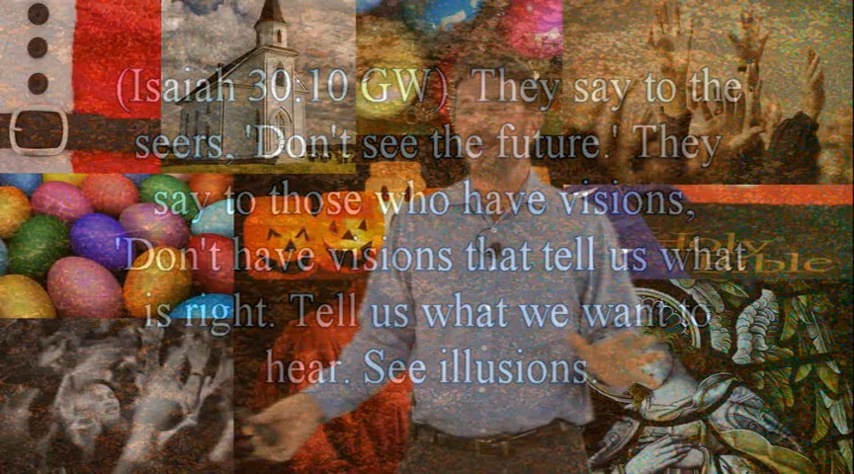 (Isaiah 30:10 GW) They say to the
seers, 'Don't see the future.' They
say to those who have visions,
'Don't have visions that tell us what
is right. Tell us what we want to
hear. See illusions.
Holy
Bible